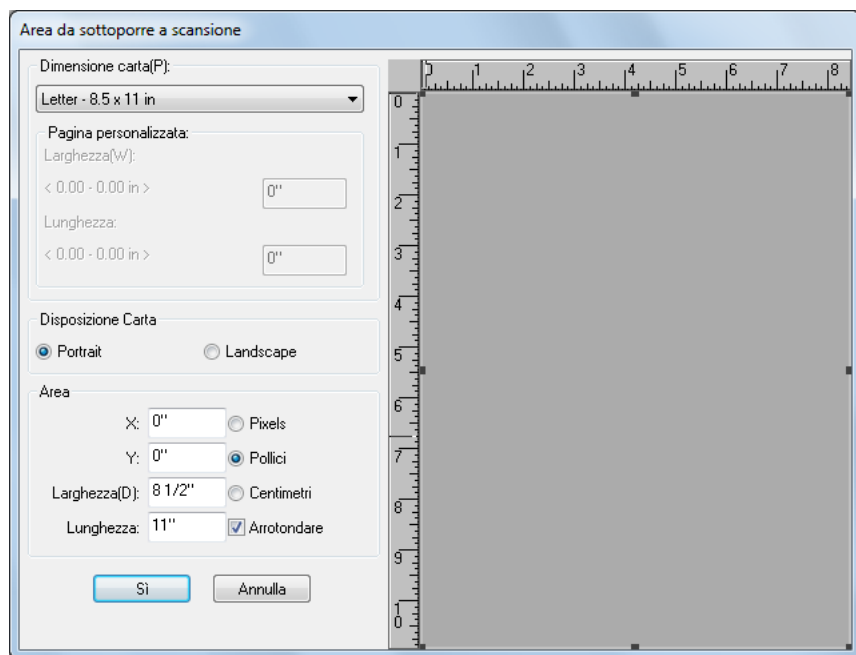 Area da sottoporre a scansione
Dimensione carta(P):
Letter - 8.5 x 11 in
Pagina personalizzata:
Larghezza(W):
< 0.00 - 0.00 in >
0"
Lunghezza:
< 0.00 - 0.00 in >
0"
Disposizione Carta
Portrait Landscape
Area
X: 0" Pixels
Y: 0" Pollici
Larghezza(D): 8 1/2" Centimetri
Lunghezza: 11" Arrotondare
Sì Annulla
0 1 2 3 4 5 6 7 8
0
1
2
3
4
5
6
7
8
9
10